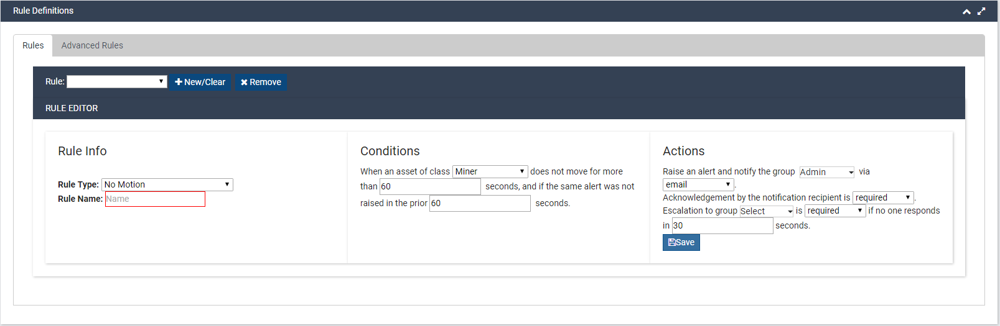 Rule Definitions
Rules Advanced Rules
Rule: New/Clear Remove
RULE EDITOR
Rule Info
Rule Type: No Motion
Rule Name: Name
Conditions
When an asset of class Miner does not move for more
than 60 seconds, and if the same alert was not
raised in the prior 60 seconds.
Actions
Raise an alert and notify the group Admin via
email .
Acknowledgement by the notification recipient is required .
Escalation to group Select is required if no one responds
in 30 seconds.
Save